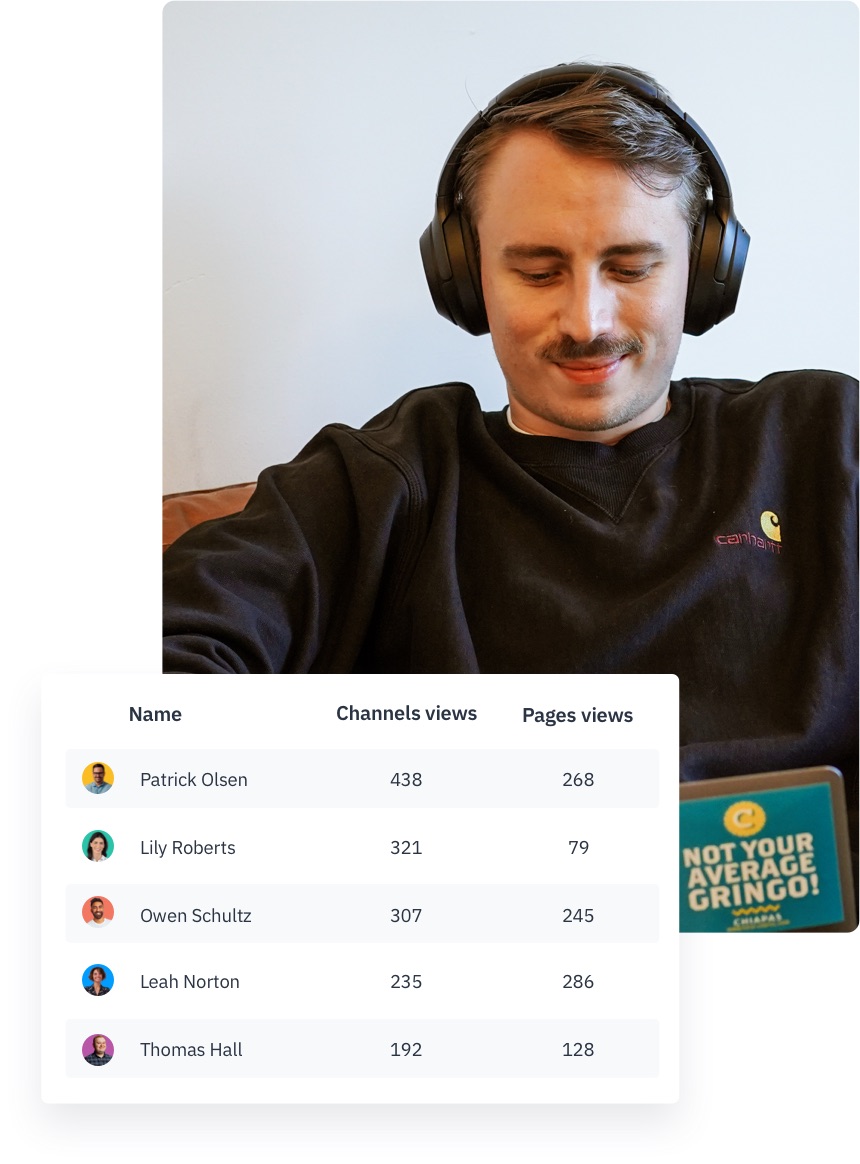 carhartt
Name Channels views Pages views
Patrick Olsen 438 268
Lily Roberts 321 79
Owen Schultz 307 245
Leah Norton 235 286
Thomas Hall 192 128
C
NOT YOUR
AVERAGE
GRINGO!
CHIAPAS